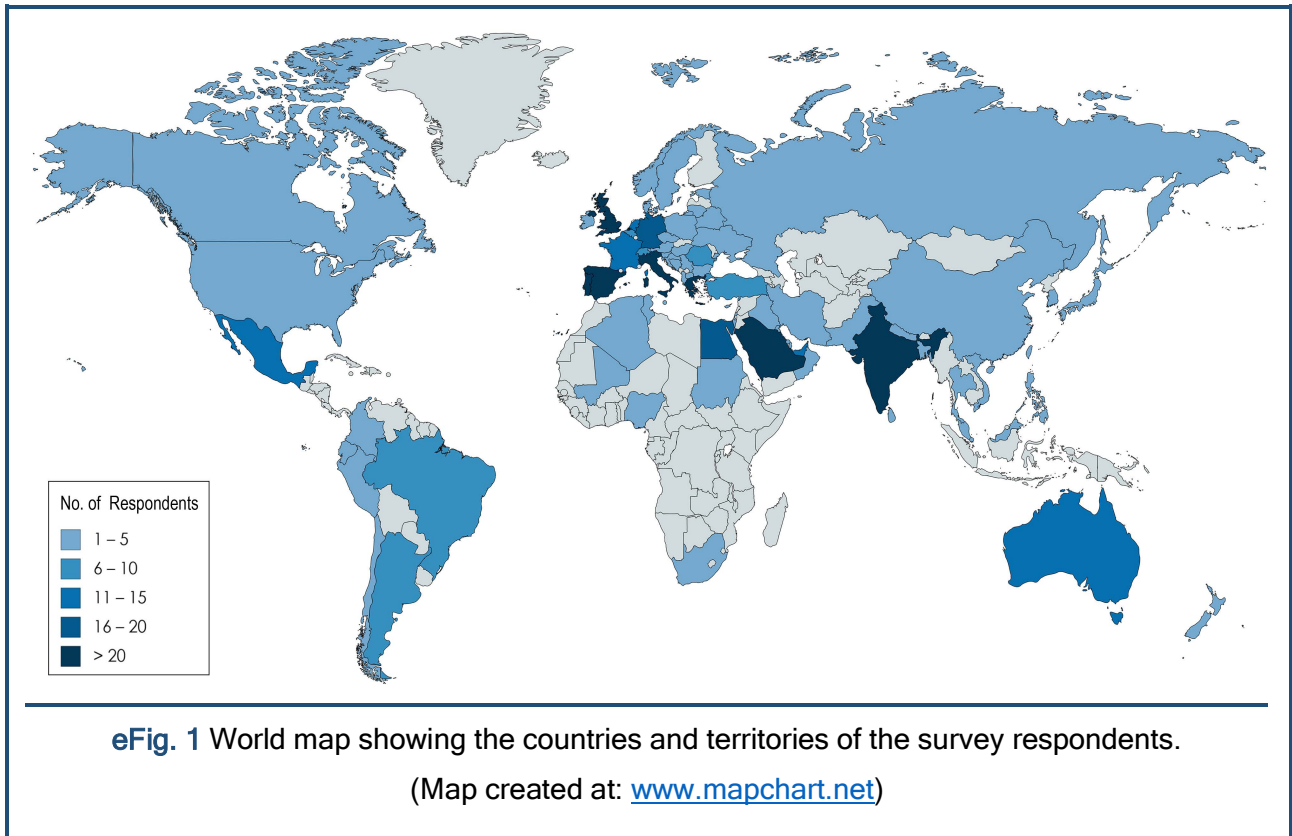 No. of Respondents
1 – 5
6 – 10
11 – 15
16 – 20
> 20
eFig. 1 World map showing the countries and territories of the survey respondents.
(Map created at: www.mapchart.net)